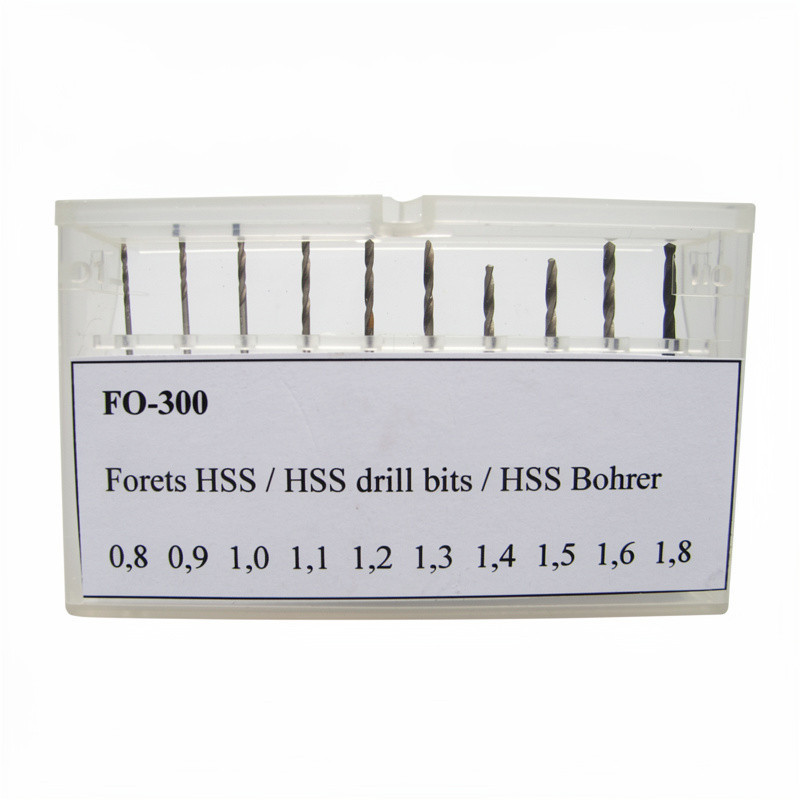 FO-300
Forets HSS / HSS drill bits / HSS Bohrer
0,8 0,9 1,0 1,1 1,2 1,3 1,4 1,5 1,6 1,8